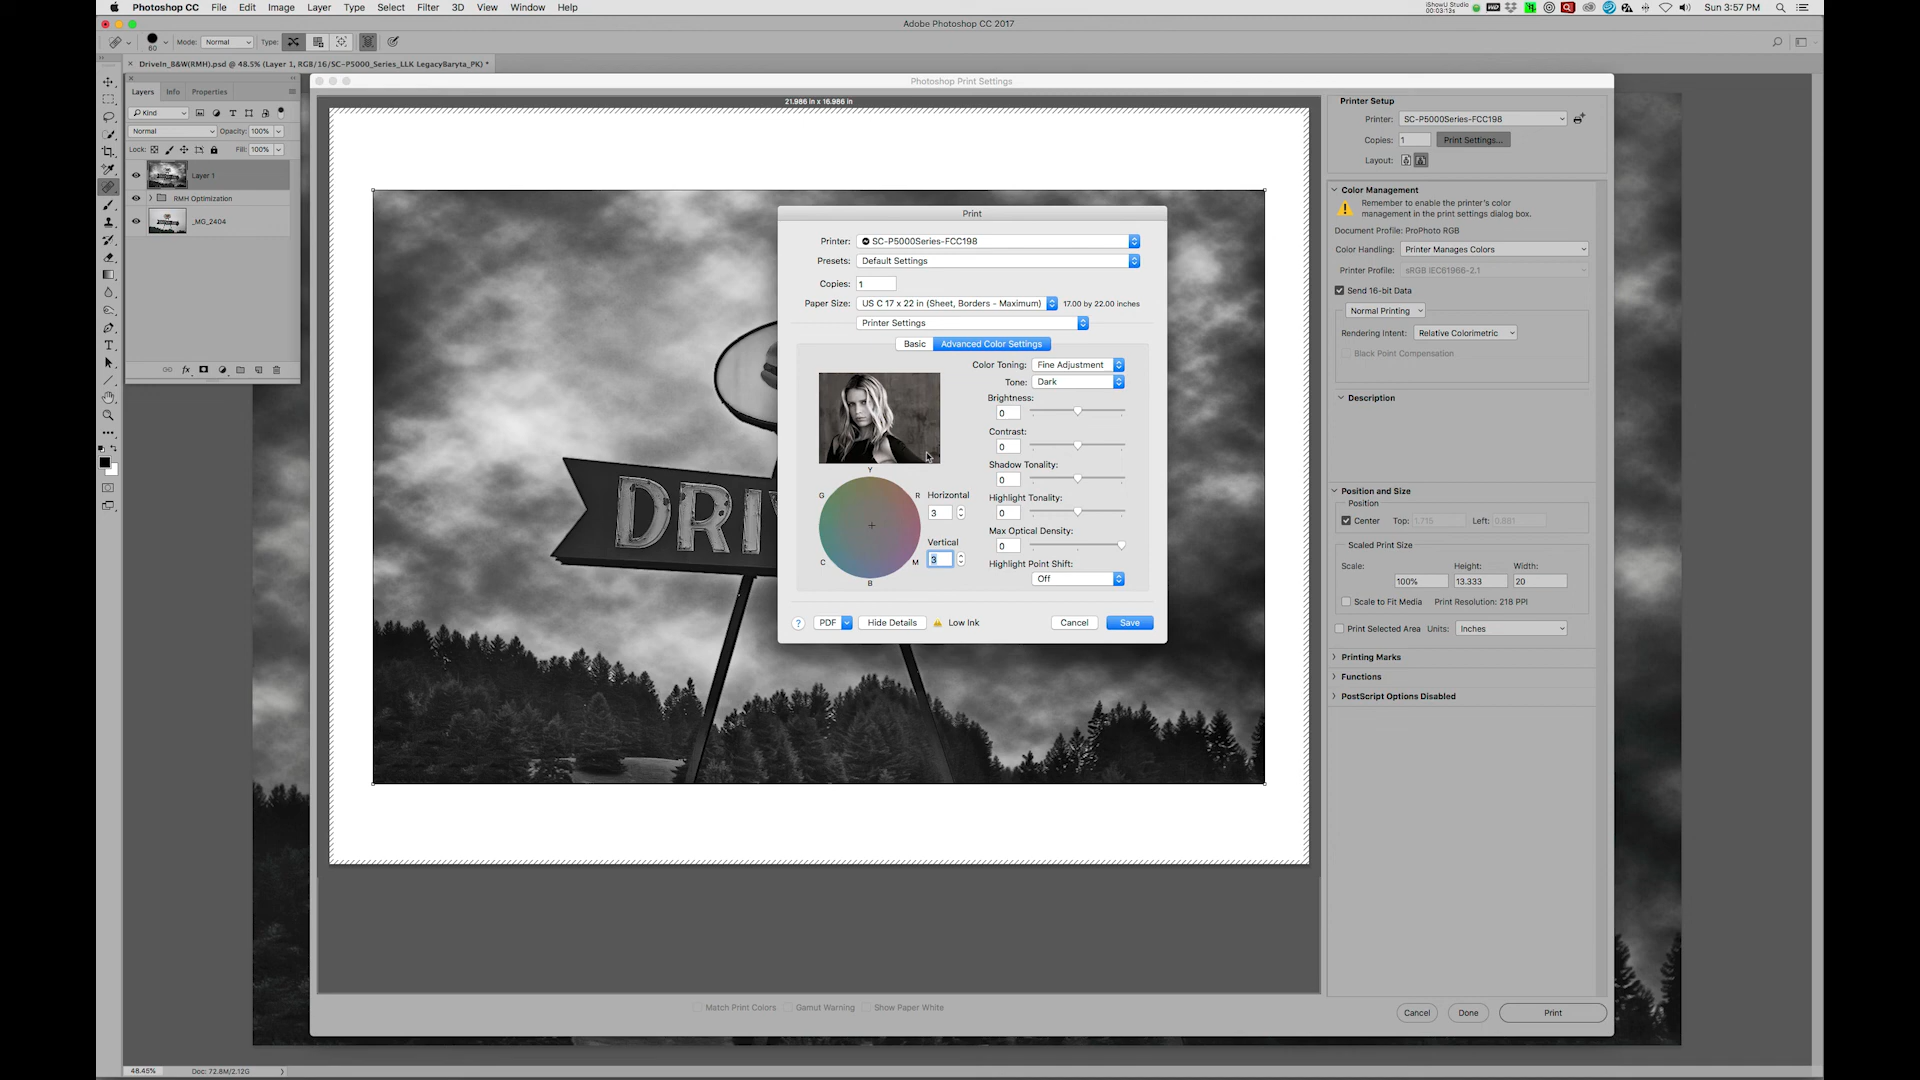 Photoshop CC File Edit Image Layer Type Select Filter 3D View Window Help
iShowU Studio
00:03:13s
Sun 3:57 PM
Adobe Photoshop CC 2017
60
Mode: Normal Type:
× DriveIn_B&W(RMH).psd @ 48.5% (Layer 1, RGB/16/SC-P5000_Series_LLK LegacyBaryta_PK) *
Layers Info Properties
Kind
Normal Opacity: 100%
Lock: Fill: 100%
Layer 1
RMH Optimization
_MG_2404
fx
Photoshop Print Settings
21.986 in x 16.986 in
DRI
Print
Printer: SC-P5000Series-FCC198
Presets: Default Settings
Copies: 1
Paper Size: US C 17 x 22 in (Sheet, Borders - Maximum) 17.00 by 22.00 inches
Printer Settings
Basic Advanced Color Settings
Color Toning: Fine Adjustment
Tone: Dark
Brightness:
0
Contrast:
0
Shadow Tonality:
0
Highlight Tonality:
0
Max Optical Density:
0
Highlight Point Shift:
Off
Y
G R
C M
B
Horizontal
3
Vertical
3
? PDF Hide Details Low Ink Cancel Save
Printer Setup
Printer: SC-P5000Series-FCC198
Copies: 1 Print Settings...
Layout:
Color Management
Remember to enable the printer's color
management in the print settings dialog box.
Document Profile: ProPhoto RGB
Color Handling: Printer Manages Colors
Printer Profile: sRGB IEC61966-2.1
Send 16-bit Data
Normal Printing
Rendering Intent: Relative Colorimetric
Black Point Compensation
Description
Position and Size
Position
Center Top: 1.715 Left: 0.881
Scaled Print Size
Scale: Height: Width:
100% 13.333 20
Scale to Fit Media Print Resolution: 218 PPI
Print Selected Area Units: Inches
Printing Marks
Functions
PostScript Options Disabled
Match Print Colors Gamut Warning Show Paper White
Cancel Done Print
48.45% Doc: 72.8M/2.12G